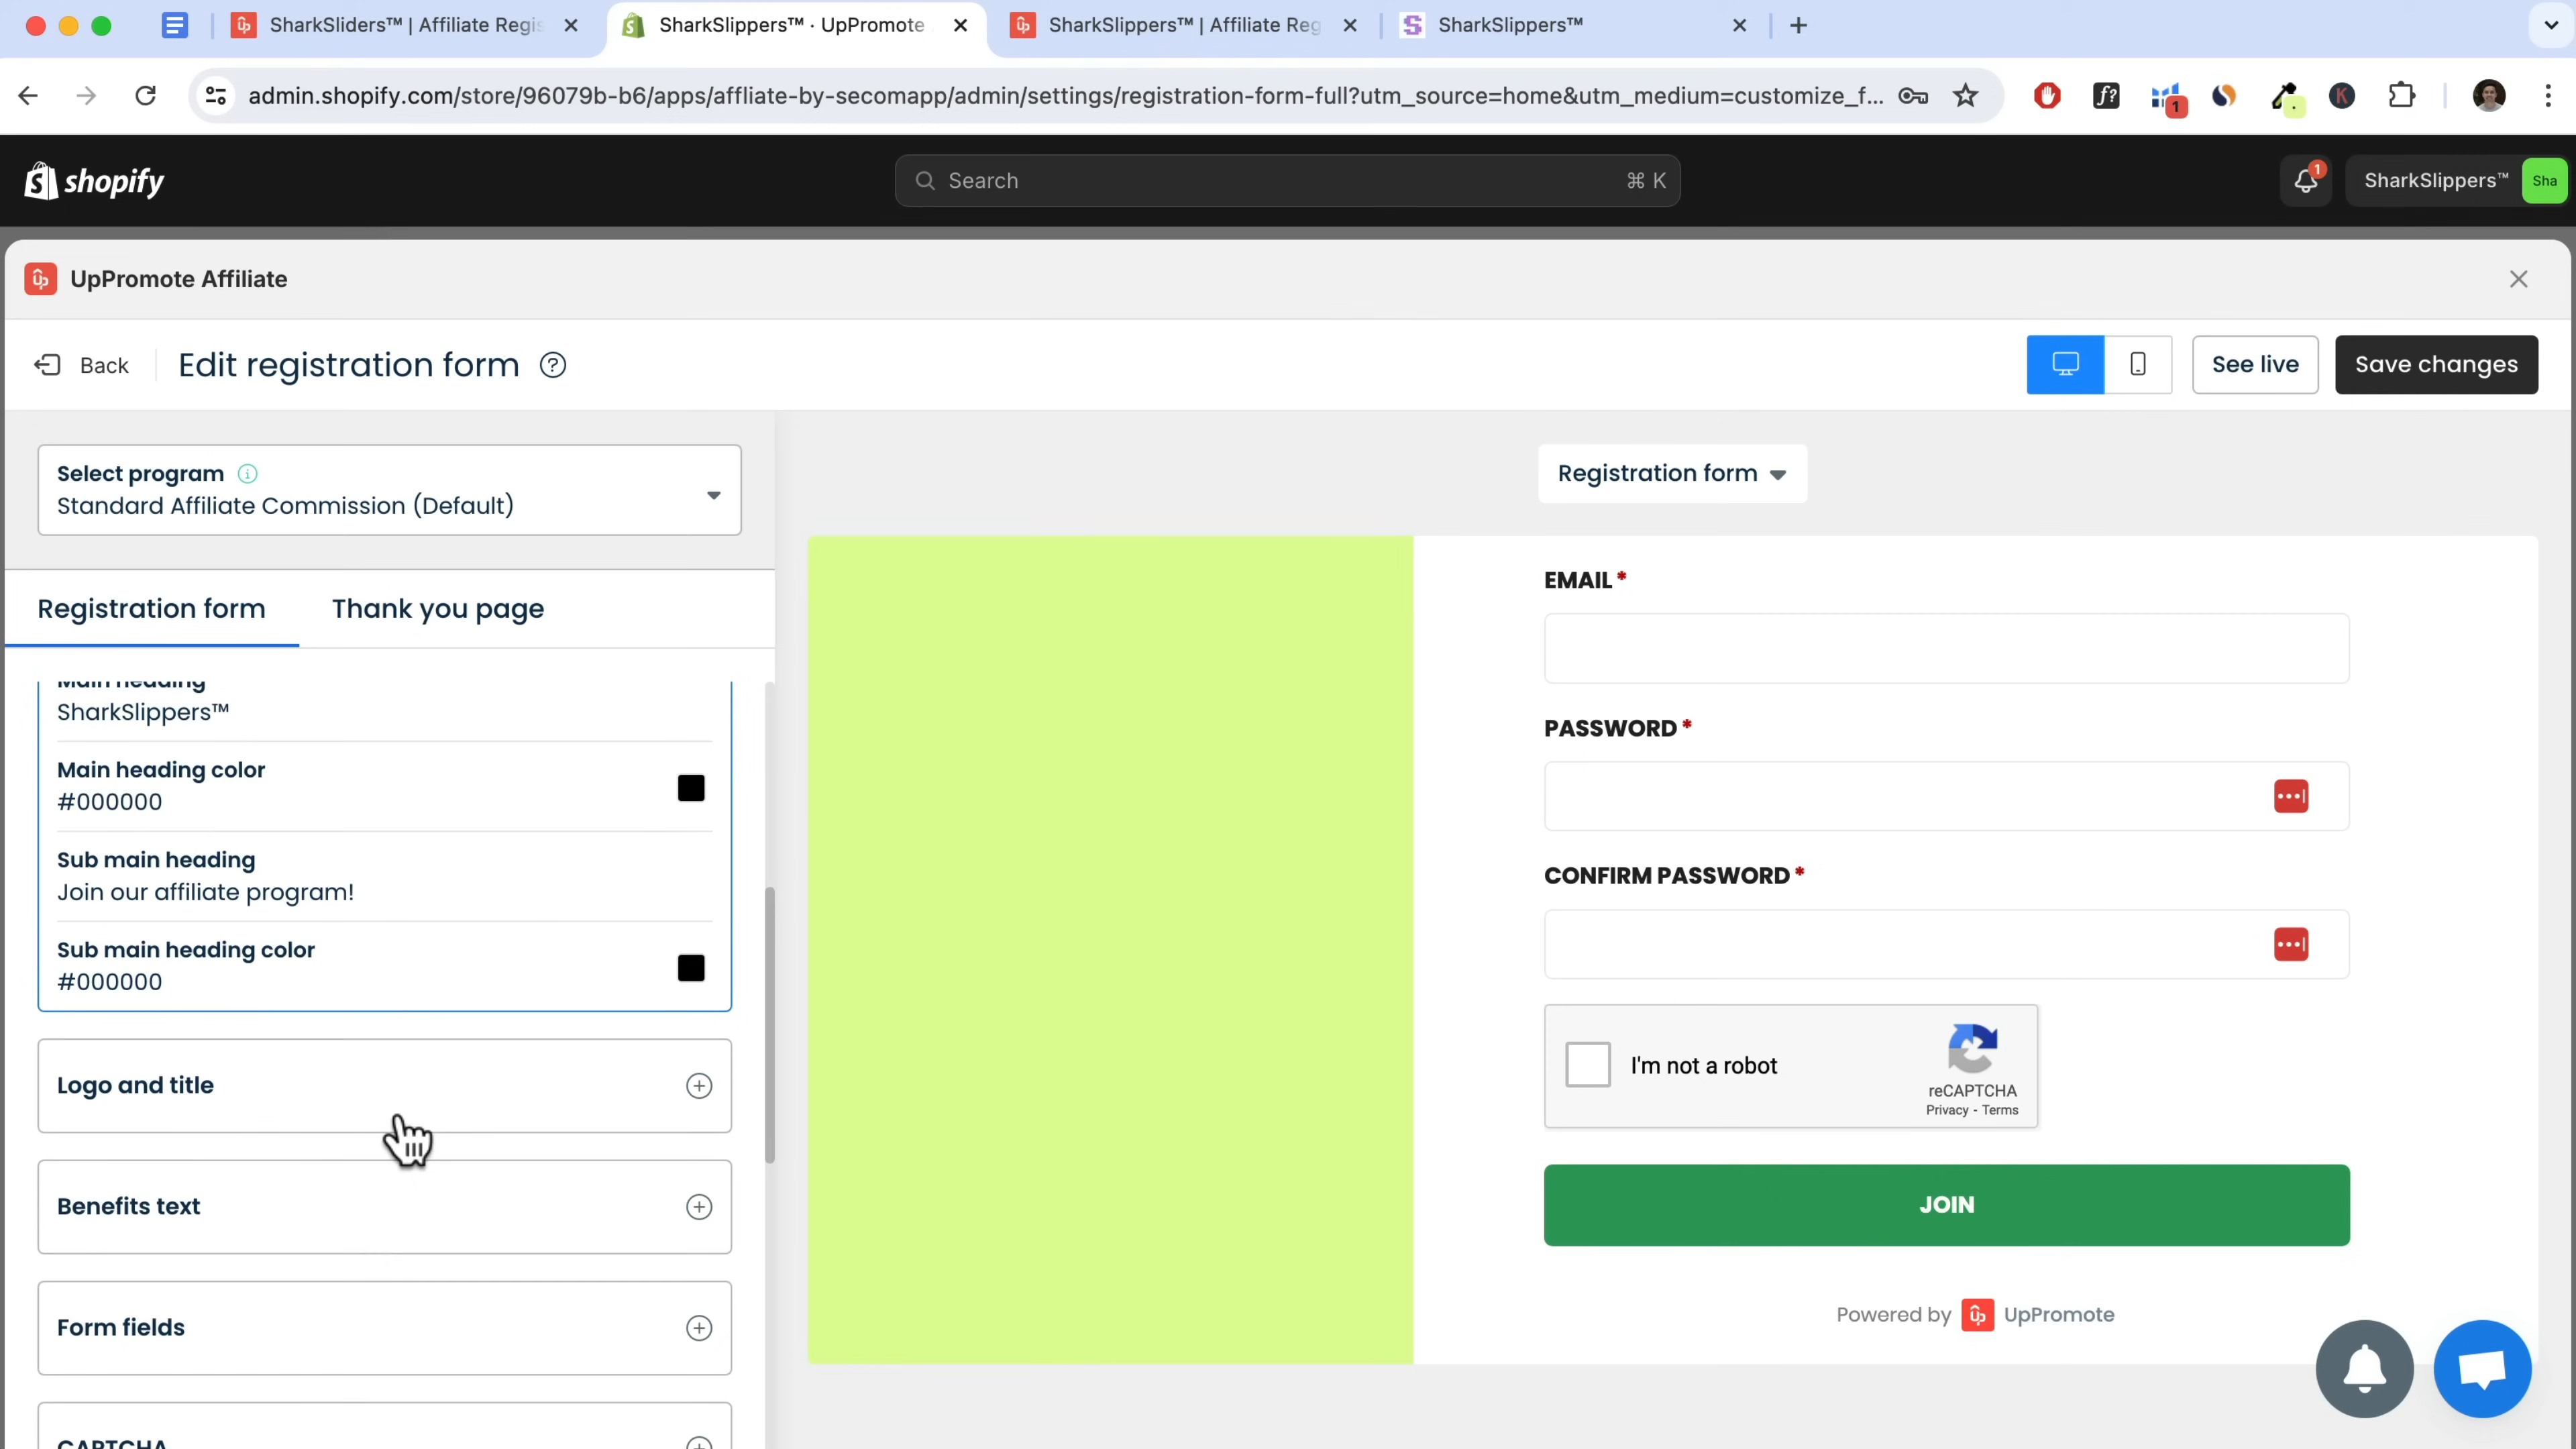 SharkSliders™ | Affiliate Regis
SharkSlippers™ · UpPromote
SharkSlippers™ | Affiliate Reg
SharkSlippers™
admin.shopify.com/store/96079b-b6/apps/affliate-by-secomapp/admin/settings/registration-form-full?utm_source=home&utm_medium=customize_f...
f?
1
K
shopify
Search
⌘ K
1
SharkSlippers™
Sha
UpPromote Affiliate
Back
Edit registration form
See live
Save changes
Select program
Standard Affiliate Commission (Default)
Registration form
Thank you page
Main heading
SharkSlippers™
Main heading color
#000000
Sub main heading
Join our affiliate program!
Sub main heading color
#000000
Logo and title
Benefits text
Form fields
CAPTCHA
Registration form
EMAIL *
PASSWORD *
CONFIRM PASSWORD *
I'm not a robot
reCAPTCHA
Privacy - Terms
JOIN
Powered by UpPromote